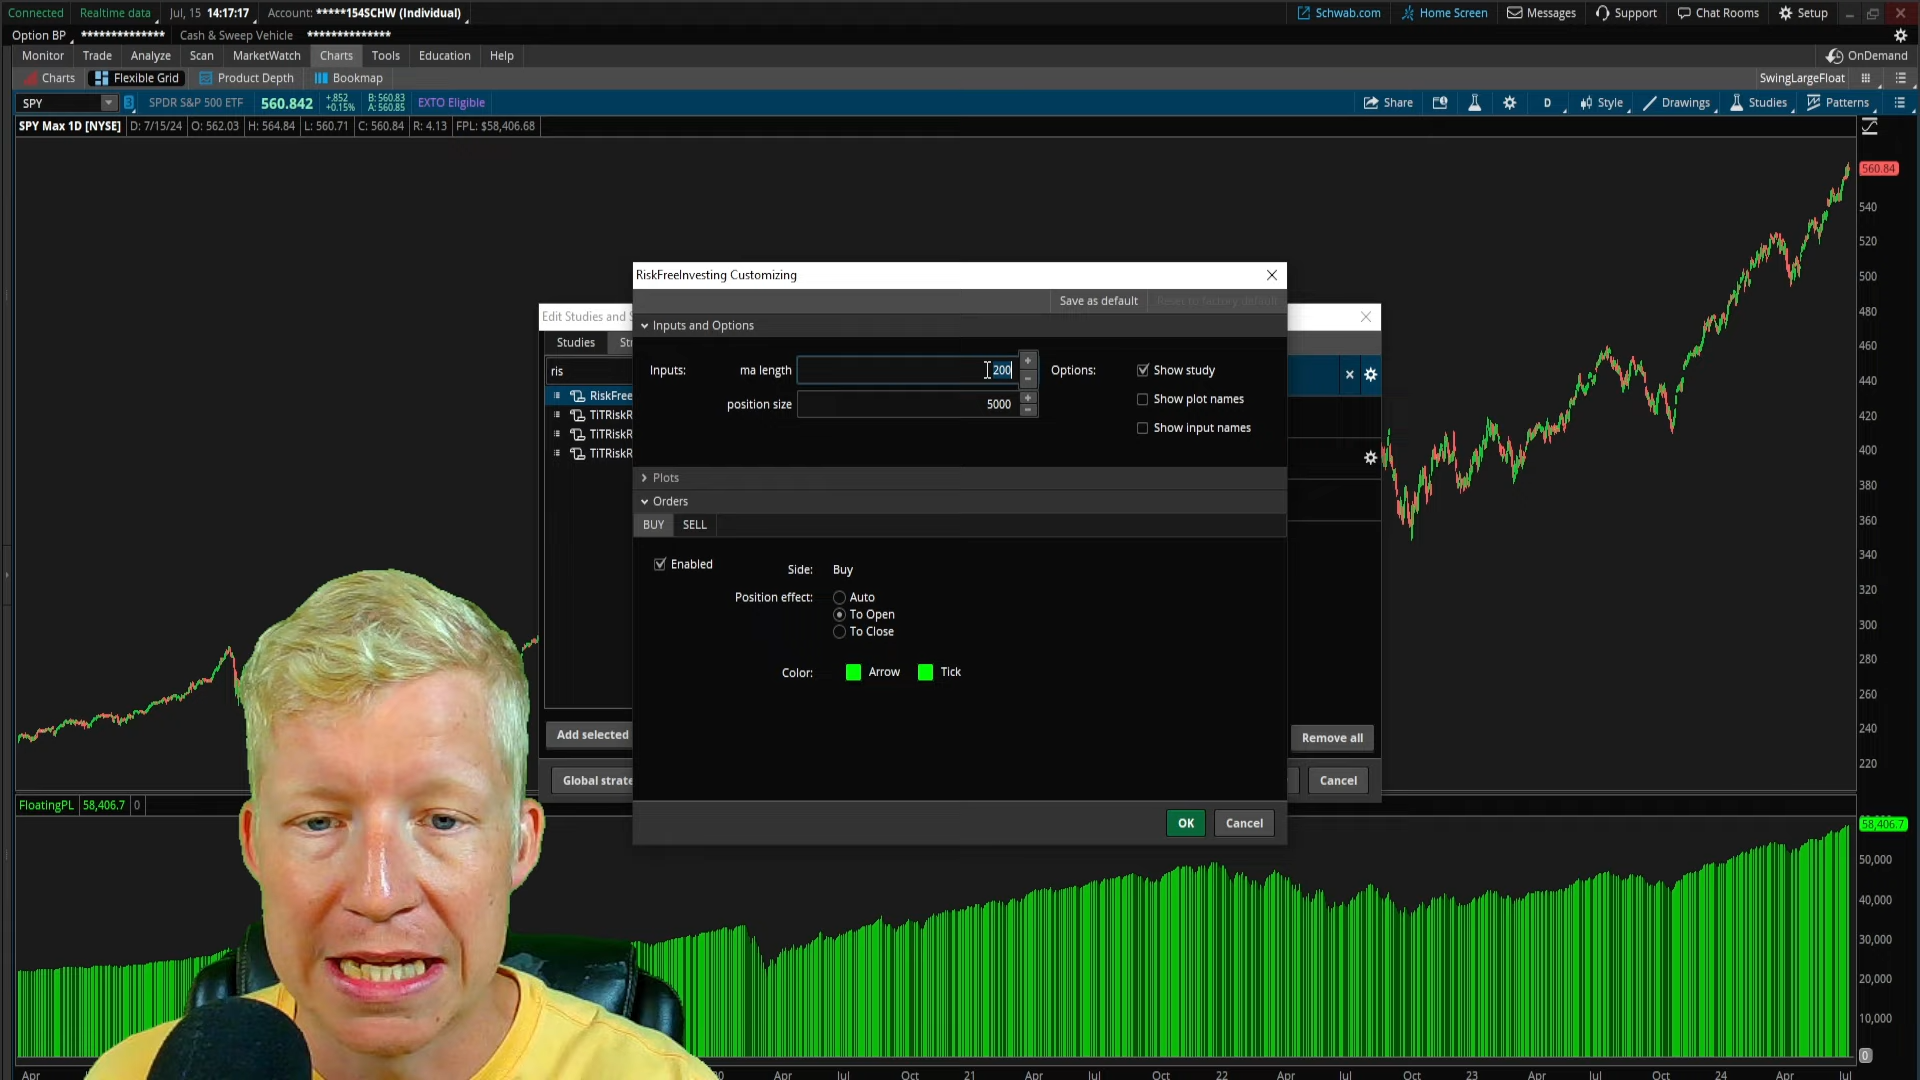 Connected Realtime data Jul, 15 14:17:17 Account: *****154SCHW (Individual) Schwab.com Home Screen Messages Support Chat Rooms Setup
Option BP ************** Cash & Sweep Vehicle **************
Monitor Trade Analyze Scan MarketWatch Charts Tools Education Help OnDemand
Charts Flexible Grid Product Depth Bookmap SwingLargeFloat
SPY 3 SPDR S&P 500 ETF 560.842 +.852 +0.15% B: 560.83 A: 560.85 EXTO Eligible Share D Style Drawings Studies Patterns
SPY Max 1D [NYSE] D: 7/15/24 O: 562.03 H: 564.84 L: 560.71 C: 560.84 R: 4.13 FPL: $58,406.68
560.84
540
520
500
480
460
440
420
400
380
360
340
320
300
280
260
240
220
Edit Studies and S
Studies St
ris
RiskFree
TiTRiskR
TiTRiskR
TiTRiskR
Add selected
Remove all
Global strate
Cancel
RiskFreeInvesting Customizing
Save as default Reset to factory default
Inputs and Options
Inputs: ma length 200 Options: Show study
position size 5000 Show plot names
Show input names
Plots
Orders
BUY SELL
Enabled Side: Buy
Position effect: Auto
To Open
To Close
Color: Arrow Tick
OK Cancel
FloatingPL 58,406.7 0
58,406.7
50,000
40,000
30,000
20,000
10,000
0
Apr Apr Jul Oct 21 Apr Jul Oct 22 Apr Jul Oct 23 Apr Jul Oct 24 Apr Jul